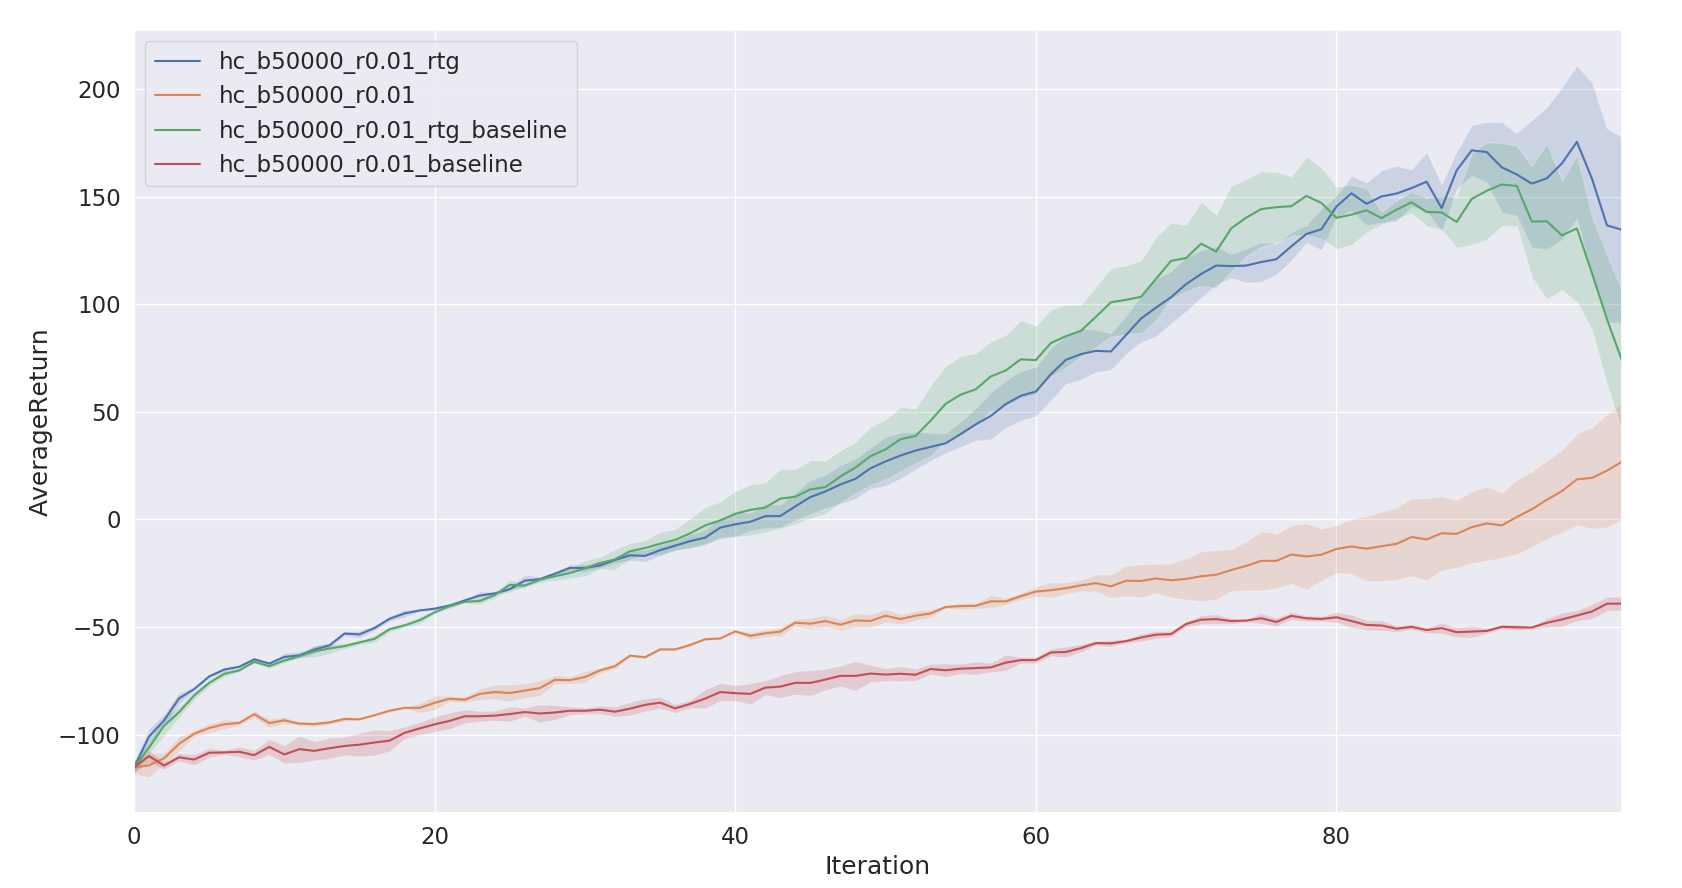 hc_b50000_r0.01_rtg
hc_b50000_r0.01
hc_b50000_r0.01_rtg_baseline
hc_b50000_r0.01_baseline
200
150
100
50
0
−50
−100
AverageReturn
0 20 40 60 80
Iteration